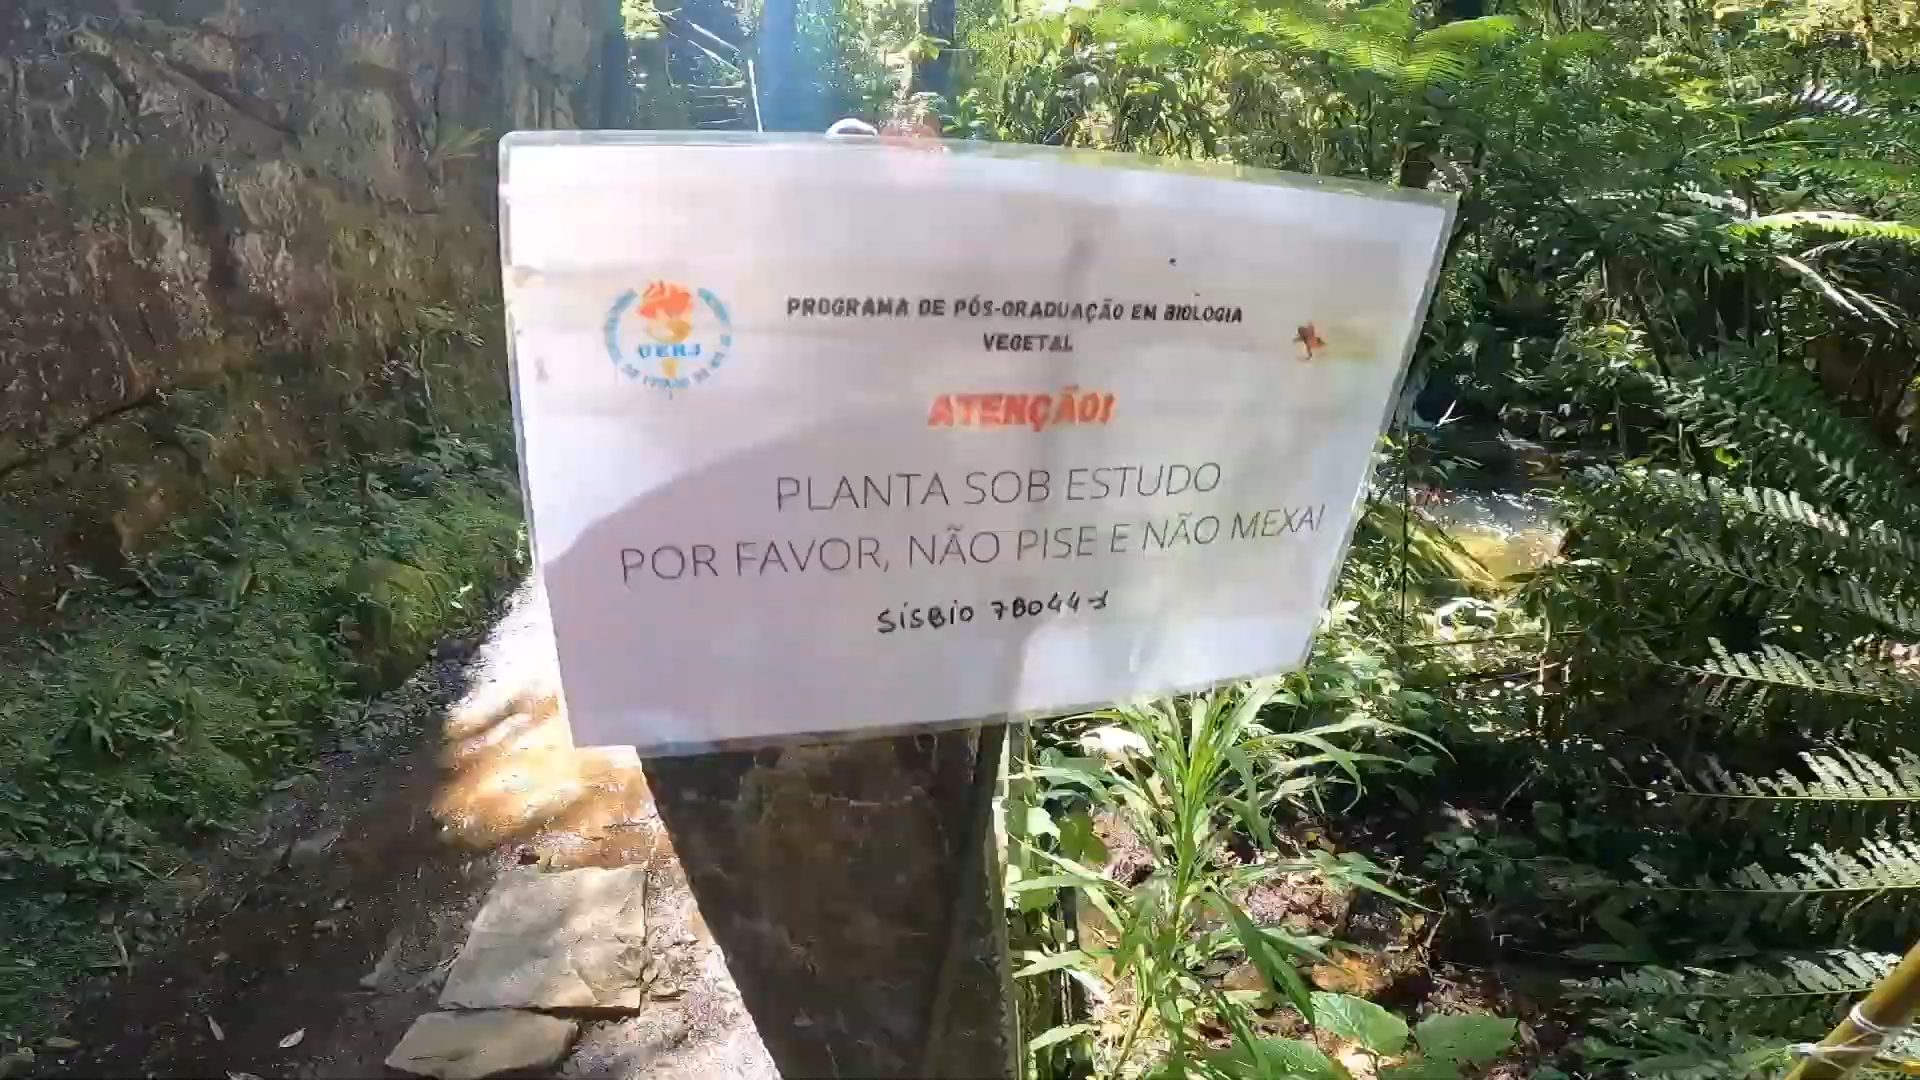 UERJ
PROGRAMA DE PÓS-GRADUAÇÃO EM BIOLOGIA
VEGETAL
ATENÇÃO!
PLANTA SOB ESTUDO
POR FAVOR, NÃO PISE E NÃO MEXA!
SISBIO 78044-1